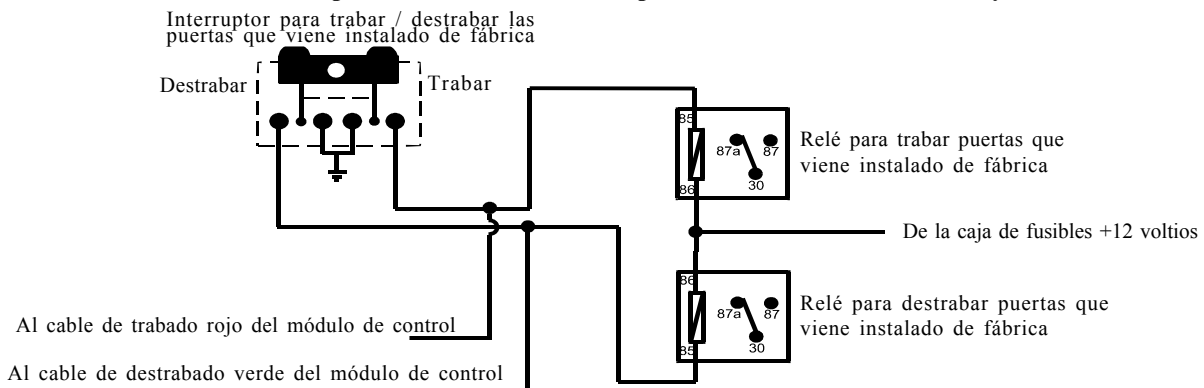 Interruptor para trabar / destrabar las
puertas que viene instalado de fábrica
Destrabar
Trabar
85
87a
87
30
86
Relé para trabar puertas que
viene instalado de fábrica
De la caja de fusibles +12 voltios
86
87a
87
30
85
Relé para destrabar puertas que
viene instalado de fábrica
Al cable de trabado rojo del módulo de control
Al cable de destrabado verde del módulo de control